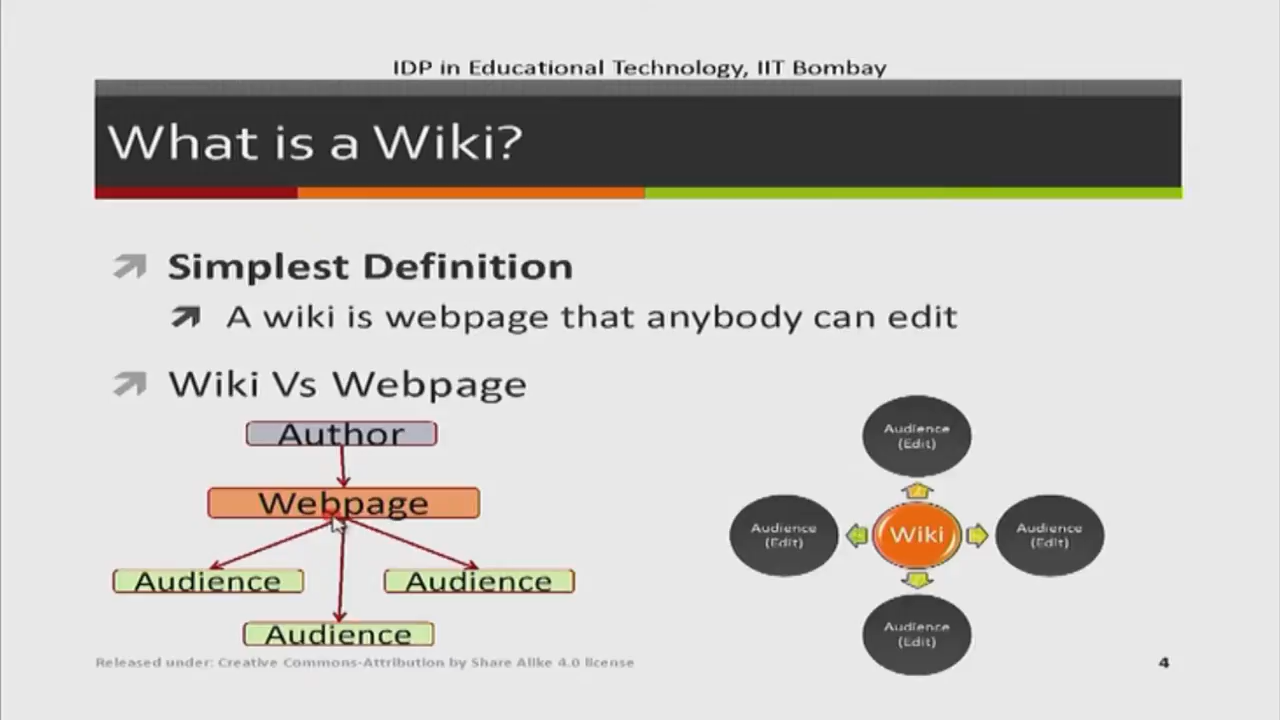 IDP in Educational Technology, IIT Bombay
What is a Wiki?
Simplest Definition
A wiki is webpage that anybody can edit
Wiki Vs Webpage
Author
Webpage
Audience
Audience
Audience
Audience
(Edit)
Audience
(Edit)
Wiki
Audience
(Edit)
Audience
(Edit)
Released under: Creative Commons-Attribution by Share Alike 4.0 license
4